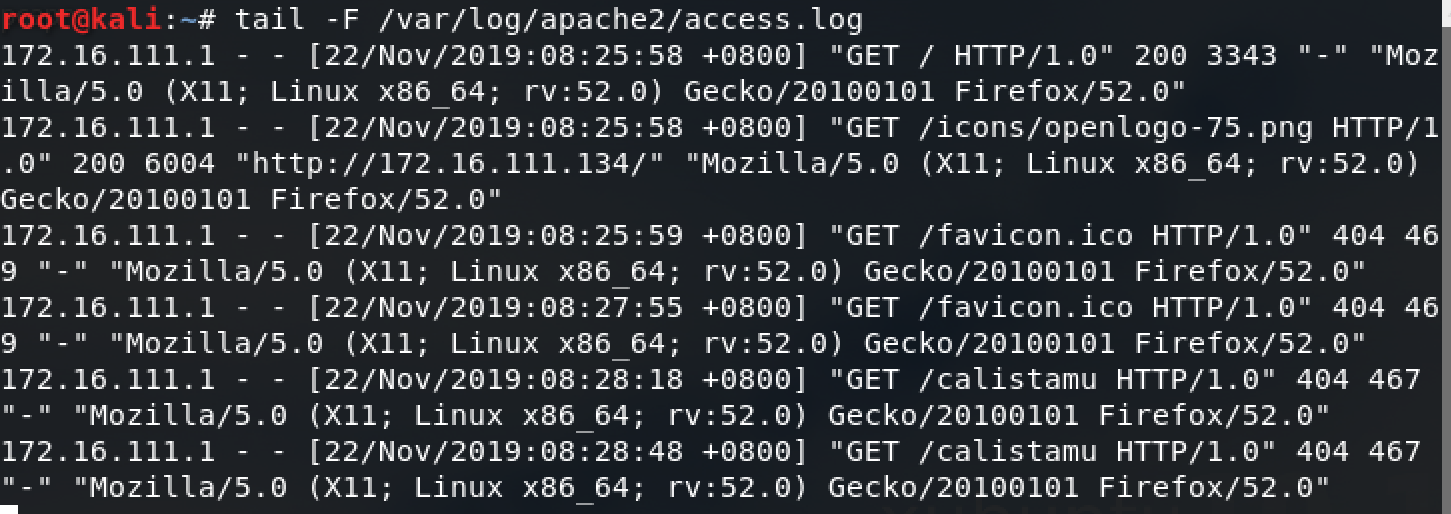 root@kali:~# tail -F /var/log/apache2/access.log
172.16.111.1 - - [22/Nov/2019:08:25:58 +0800] "GET / HTTP/1.0" 200 3343 "-" "Moz
illa/5.0 (X11; Linux x86_64; rv:52.0) Gecko/20100101 Firefox/52.0"
172.16.111.1 - - [22/Nov/2019:08:25:58 +0800] "GET /icons/openlogo-75.png HTTP/1
.0" 200 6004 "http://172.16.111.134/" "Mozilla/5.0 (X11; Linux x86_64; rv:52.0)
Gecko/20100101 Firefox/52.0"
172.16.111.1 - - [22/Nov/2019:08:25:59 +0800] "GET /favicon.ico HTTP/1.0" 404 46
9 "-" "Mozilla/5.0 (X11; Linux x86_64; rv:52.0) Gecko/20100101 Firefox/52.0"
172.16.111.1 - - [22/Nov/2019:08:27:55 +0800] "GET /favicon.ico HTTP/1.0" 404 46
9 "-" "Mozilla/5.0 (X11; Linux x86_64; rv:52.0) Gecko/20100101 Firefox/52.0"
172.16.111.1 - - [22/Nov/2019:08:28:18 +0800] "GET /calistamu HTTP/1.0" 404 467
"-" "Mozilla/5.0 (X11; Linux x86_64; rv:52.0) Gecko/20100101 Firefox/52.0"
172.16.111.1 - - [22/Nov/2019:08:28:48 +0800] "GET /calistamu HTTP/1.0" 404 467
"-" "Mozilla/5.0 (X11; Linux x86_64; rv:52.0) Gecko/20100101 Firefox/52.0"